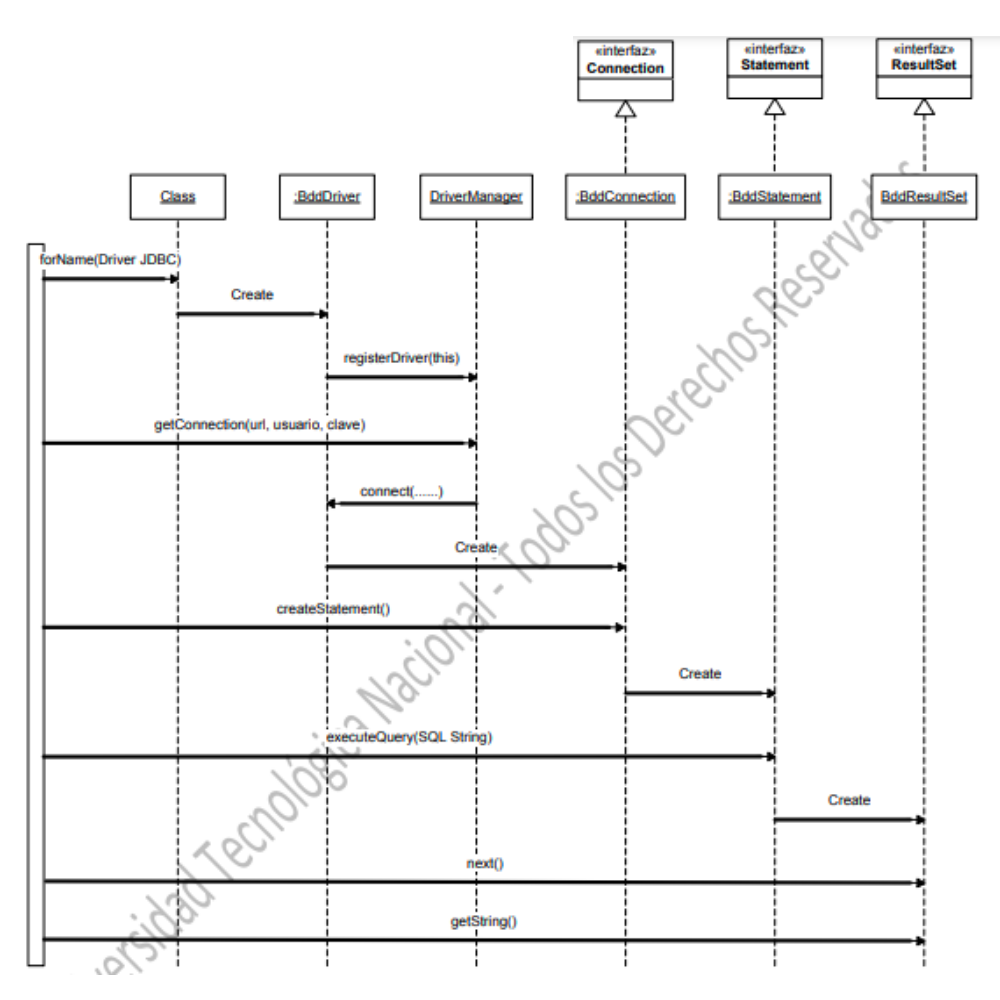 «interfaz»
Connection
«interfaz»
Statement
«interfaz»
ResultSet
Class
:BddDriver
DriverManager
:BddConnection
:BddStatement
BddResultSet
forName(Driver JDBC)
Create
registerDriver(this)
getConnection(url, usuario, clave)
connect(......)
Create
createStatement()
Create
executeQuery(SQL String)
Create
next()
getString()
versidad Tecnológica Nacional - Todos los Derechos Reservados